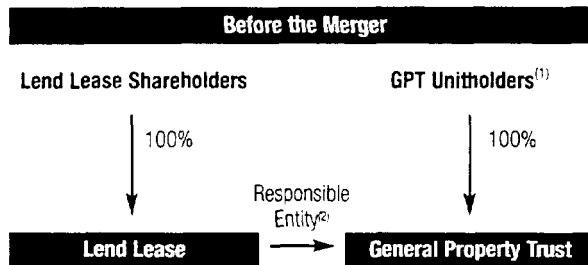 Before the Merger
Lend Lease Shareholders
GPT Unitholders(1)
100%
100%
Responsible
Entity(2)
Lend Lease
General Property Trust